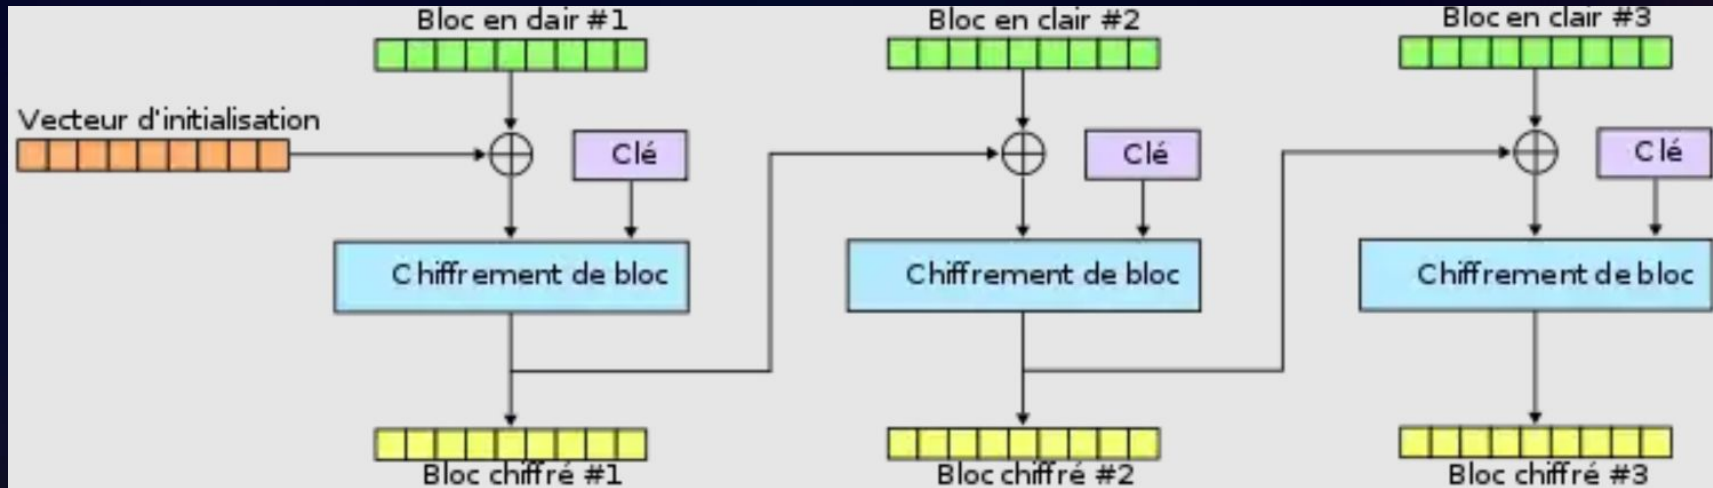 Bloc en dair #1
Bloc en clair #2
Bloc en clair #3
Vecteur d'initialisation
Clé
Clé
Clé
Chiffrement de bloc
Chiffrement de bloc
Chiffrement de bloc
Bloc chiffré #1
Bloc chiffré #2
Bloc chiffré #3